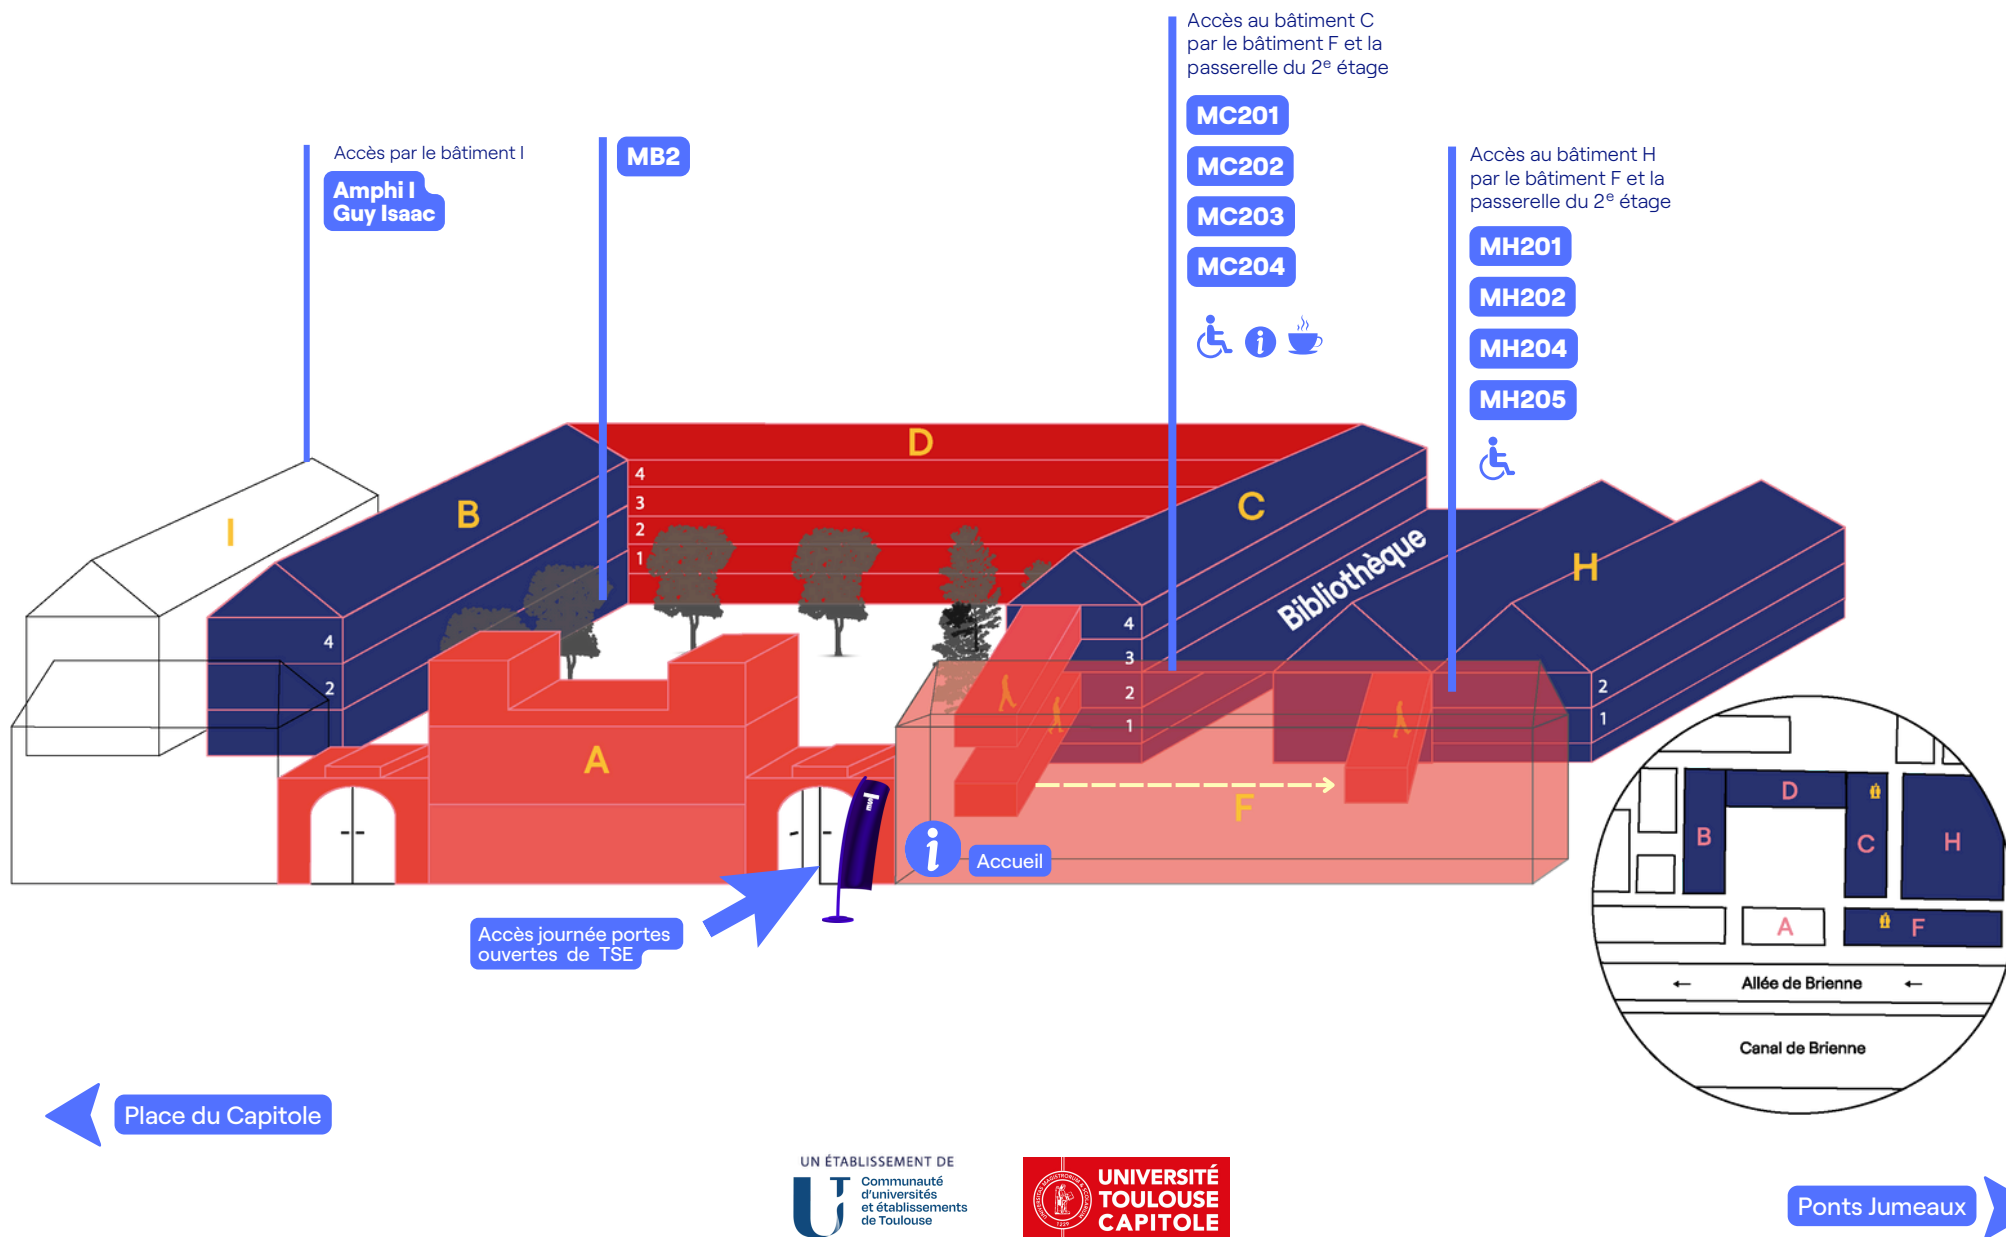 Accès au bâtiment C
par le bâtiment F et la
passerelle du 2e étage
MC201
MC202
MC203
MC204
Accès par le bâtiment I
Amphi I
Guy Isaac
MB2
Accès au bâtiment H
par le bâtiment F et la
passerelle du 2e étage
MH201
MH202
MH204
MH205
I
B
4
2
D
4
3
2
1
C
4
3
2
1
Bibliothèque
H
2
1
A
F
i
Accueil
Accès journée portes
ouvertes de TSE
D
B
C
H
A
F
← Allée de Brienne ←
Canal de Brienne
Place du Capitole
Ponts Jumeaux
UN ÉTABLISSEMENT DE
Communauté
d'universités
et établissements
de Toulouse
UNIVERSITÉ
TOULOUSE
CAPITOLE
1229